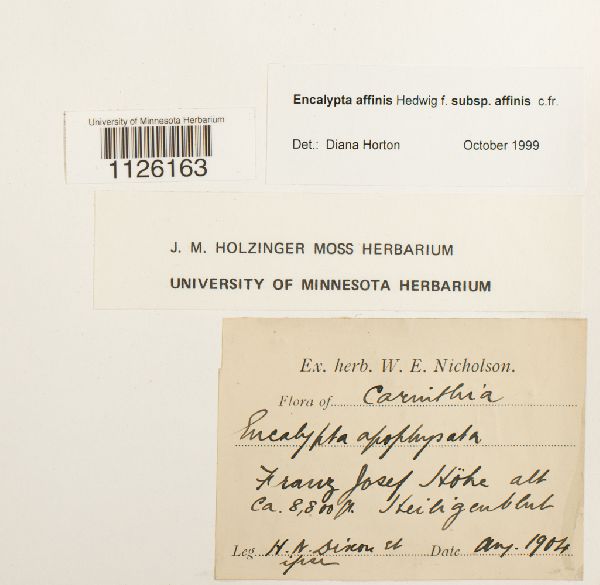 Encalypta affinis Hedwig f. subsp. affinis c.fr.
Det.: Diana Horton October 1999
University of Minnesota Herbarium
1126163
J. M. HOLZINGER MOSS HERBARIUM
UNIVERSITY OF MINNESOTA HERBARIUM
Ex. herb. W. E. Nicholson.
Flora of Carinthia
Encalypta apophysata
Franz Josef Höhe alt
ca. 8,800 ft. Heiligenblut
Leg. H. N. Dixon et Date Aug. 1904
ipse